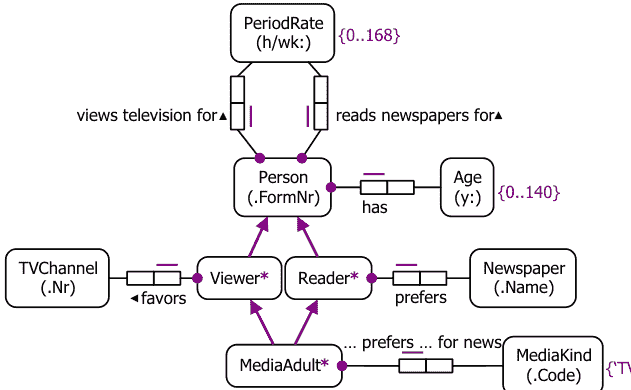 PeriodRate
(h/wk:)
{0..168}
views television for▲
reads newspapers for▲
Person
(.FormNr)
has
Age
(y:)
{0..140}
TVChannel
(.Nr)
◄favors
Viewer*
Reader*
prefers
Newspaper
(.Name)
MediaAdult*
... prefers ... for news
MediaKind
(.Code)
{'TV